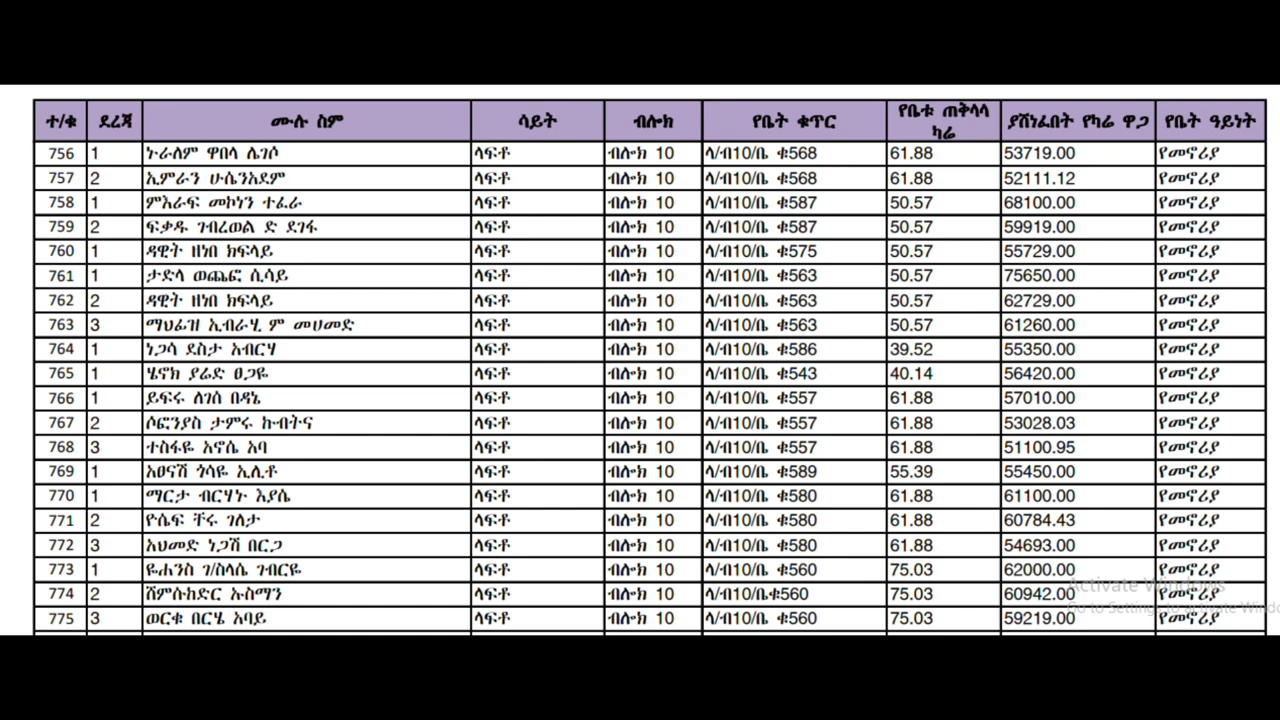 ተ/ቁ ደረጃ ሙሉ ስም ሳይት ብሎክ የቤት ቁጥር የቤቱ ጠቅላላ ካሬ ያሸነፈበት የካሬ ዋጋ የቤት ዓይነት
756 1 ኑራለም ዋበላ ሌገሶ ላፍቶ ብሎክ 10 ላ/ብ10/ቤ ቁ568 61.88 53719.00 የመኖሪያ
757 2 ኢምራን ሁሴንአደም ላፍቶ ብሎክ 10 ላ/ብ10/ቤ ቁ568 61.88 52111.12 የመኖሪያ
758 1 ምእራፍ መኮነን ተፈራ ላፍቶ ብሎክ 10 ላ/ብ10/ቤ ቁ587 50.57 68100.00 የመኖሪያ
759 2 ፍቃዱ ገብረወል ድ ደገፋ ላፍቶ ብሎክ 10 ላ/ብ10/ቤ ቁ587 50.57 59919.00 የመኖሪያ
760 1 ዳዊት ዘነበ ክፍላይ ላፍቶ ብሎክ 10 ላ/ብ10/ቤ ቁ575 50.57 55729.00 የመኖሪያ
761 1 ታድላ ወጨፎ ሲሳይ ላፍቶ ብሎክ 10 ላ/ብ10/ቤ ቁ563 50.57 75650.00 የመኖሪያ
762 2 ዳዊት ዘነበ ክፍላይ ላፍቶ ብሎክ 10 ላ/ብ10/ቤ ቁ563 50.57 62729.00 የመኖሪያ
763 3 ማህፊዝ ኢብራሂ ም መሀመድ ላፍቶ ብሎክ 10 ላ/ብ10/ቤ ቁ563 50.57 61260.00 የመኖሪያ
764 1 ነጋሳ ደስታ አብርሃ ላፍቶ ብሎክ 10 ላ/ብ10/ቤ ቁ586 39.52 55350.00 የመኖሪያ
765 1 ሄኖክ ያሬድ ፀጋዬ ላፍቶ ብሎክ 10 ላ/ብ10/ቤ ቁ543 40.14 56420.00 የመኖሪያ
766 1 ይፍሩ ለገሰ በዳኔ ላፍቶ ብሎክ 10 ላ/ብ10/ቤ ቁ557 61.88 57010.00 የመኖሪያ
767 2 ሶፎንያስ ታምሩ ኩብትና ላፍቶ ብሎክ 10 ላ/ብ10/ቤ ቁ557 61.88 53028.03 የመኖሪያ
768 3 ተስፋዬ አኖሴ አባ ላፍቶ ብሎክ 10 ላ/ብ10/ቤ ቁ557 61.88 51100.95 የመኖሪያ
769 1 አፀናሽ ጎሳዬ ኢሊቶ ላፍቶ ብሎክ 10 ላ/ብ10/ቤ ቁ589 55.39 55450.00 የመኖሪያ
770 1 ማርታ ብርሃኑ እያሴ ላፍቶ ብሎክ 10 ላ/ብ10/ቤ ቁ580 61.88 61100.00 የመኖሪያ
771 2 ዮሴፍ ቸሩ ገለታ ላፍቶ ብሎክ 10 ላ/ብ10/ቤ ቁ580 61.88 60784.43 የመኖሪያ
772 3 አህመድ ነጋሽ በርጋ ላፍቶ ብሎክ 10 ላ/ብ10/ቤ ቁ580 61.88 54693.00 የመኖሪያ
773 1 ዬሐንስ ገ/ስላሴ ገብርዬ ላፍቶ ብሎክ 10 ላ/ብ10/ቤ ቁ560 75.03 62000.00 የመኖሪያ
774 2 ሸምሱከድር ኡስማን ላፍቶ ብሎክ 10 ላ/ብ10/ቤቁ560 75.03 60942.00 የመኖሪያ
775 3 ወርቁ በርሄ አባይ ላፍቶ ብሎክ 10 ላ/ብ10/ቤ ቁ560 75.03 59219.00 የመኖሪያ
Activate Windows
Go to Settings to activate Windo